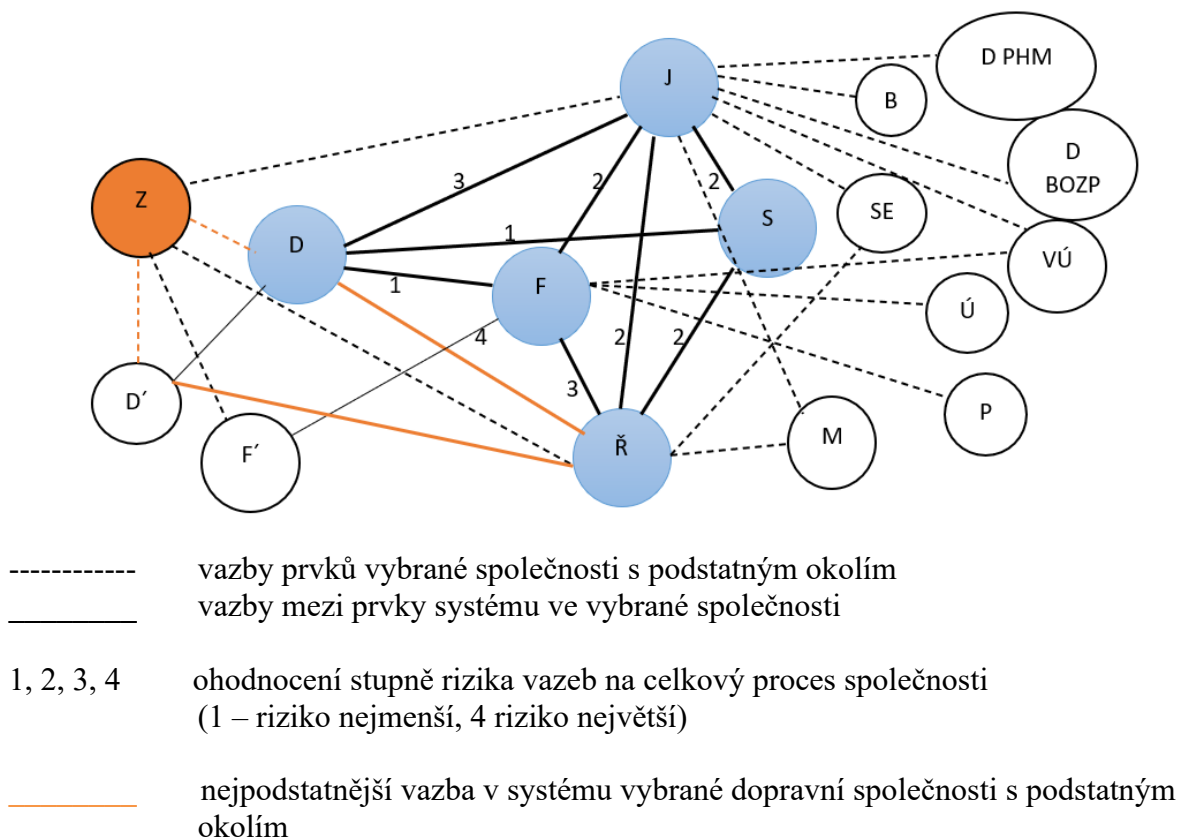 J
D PHM
B
D
BOZP
Z
3
2
2
SE
S
D
1
VÚ
F
1
Ú
4
2
2
D´
3
P
F´
Ř
M
------------ vazby prvků vybrané společnosti s podstatným okolím
________ vazby mezi prvky systému ve vybrané společnosti
1, 2, 3, 4 ohodnocení stupně rizika vazeb na celkový proces společnosti
(1 – riziko nejmenší, 4 riziko největší)
________ nejpodstatnější vazba v systému vybrané dopravní společnosti s podstatným
okolím